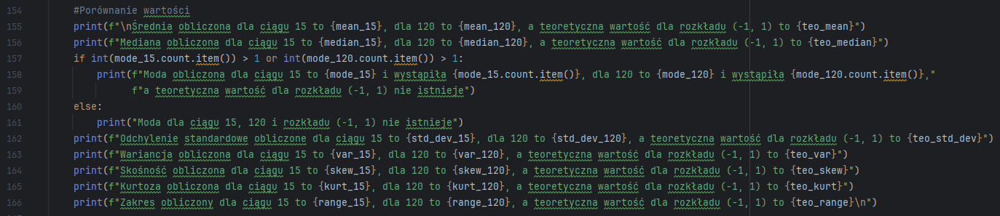 154 #Porównanie wartości
155 print(f"\nŚrednia obliczona dla ciągu 15 to {mean_15}, dla 120 to {mean_120}, a teoretyczna wartość dla rozkładu (-1, 1) to {teo_mean}")
156 print(f"Mediana obliczona dla ciągu 15 to {median_15}, dla 120 to {median_120}, a teoretyczna wartość dla rozkładu (-1, 1) to {teo_median}")
157 if int(mode_15.count.item()) > 1 or int(mode_120.count.item()) > 1:
158 print(f"Moda obliczona dla ciągu 15 to {mode_15} i wystąpiła {mode_15.count.item()}, dla 120 to {mode_120} i wystąpiła {mode_120.count.item()},"
159 f"a teoretyczna wartość dla rozkładu (-1, 1) nie istnieje")
160 else:
161 print("Moda dla ciągu 15, 120 i rozkładu (-1, 1) nie istnieje")
162 print(f"Odchylenie standardowe obliczone dla ciągu 15 to {std_dev_15}, dla 120 to {std_dev_120}, a teoretyczna wartość dla rozkładu (-1, 1) to {teo_std_dev}")
163 print(f"Wariancja obliczona dla ciągu 15 to {var_15}, dla 120 to {var_120}, a teoretyczna wartość dla rozkładu (-1, 1) to {teo_var}")
164 print(f"Skośność obliczona dla ciągu 15 to {skew_15}, dla 120 to {skew_120}, a teoretyczna wartość dla rozkładu (-1, 1) to {teo_skew}")
165 print(f"Kurtoza obliczona dla ciągu 15 to {kurt_15}, dla 120 to {kurt_120}, a teoretyczna wartość dla rozkładu (-1, 1) to {teo_kurt}")
166 print(f"Zakres obliczony dla ciągu 15 to {range_15}, dla 120 to {range_120}, a teoretyczna wartość dla rozkładu (-1, 1) to {teo_range}\n")